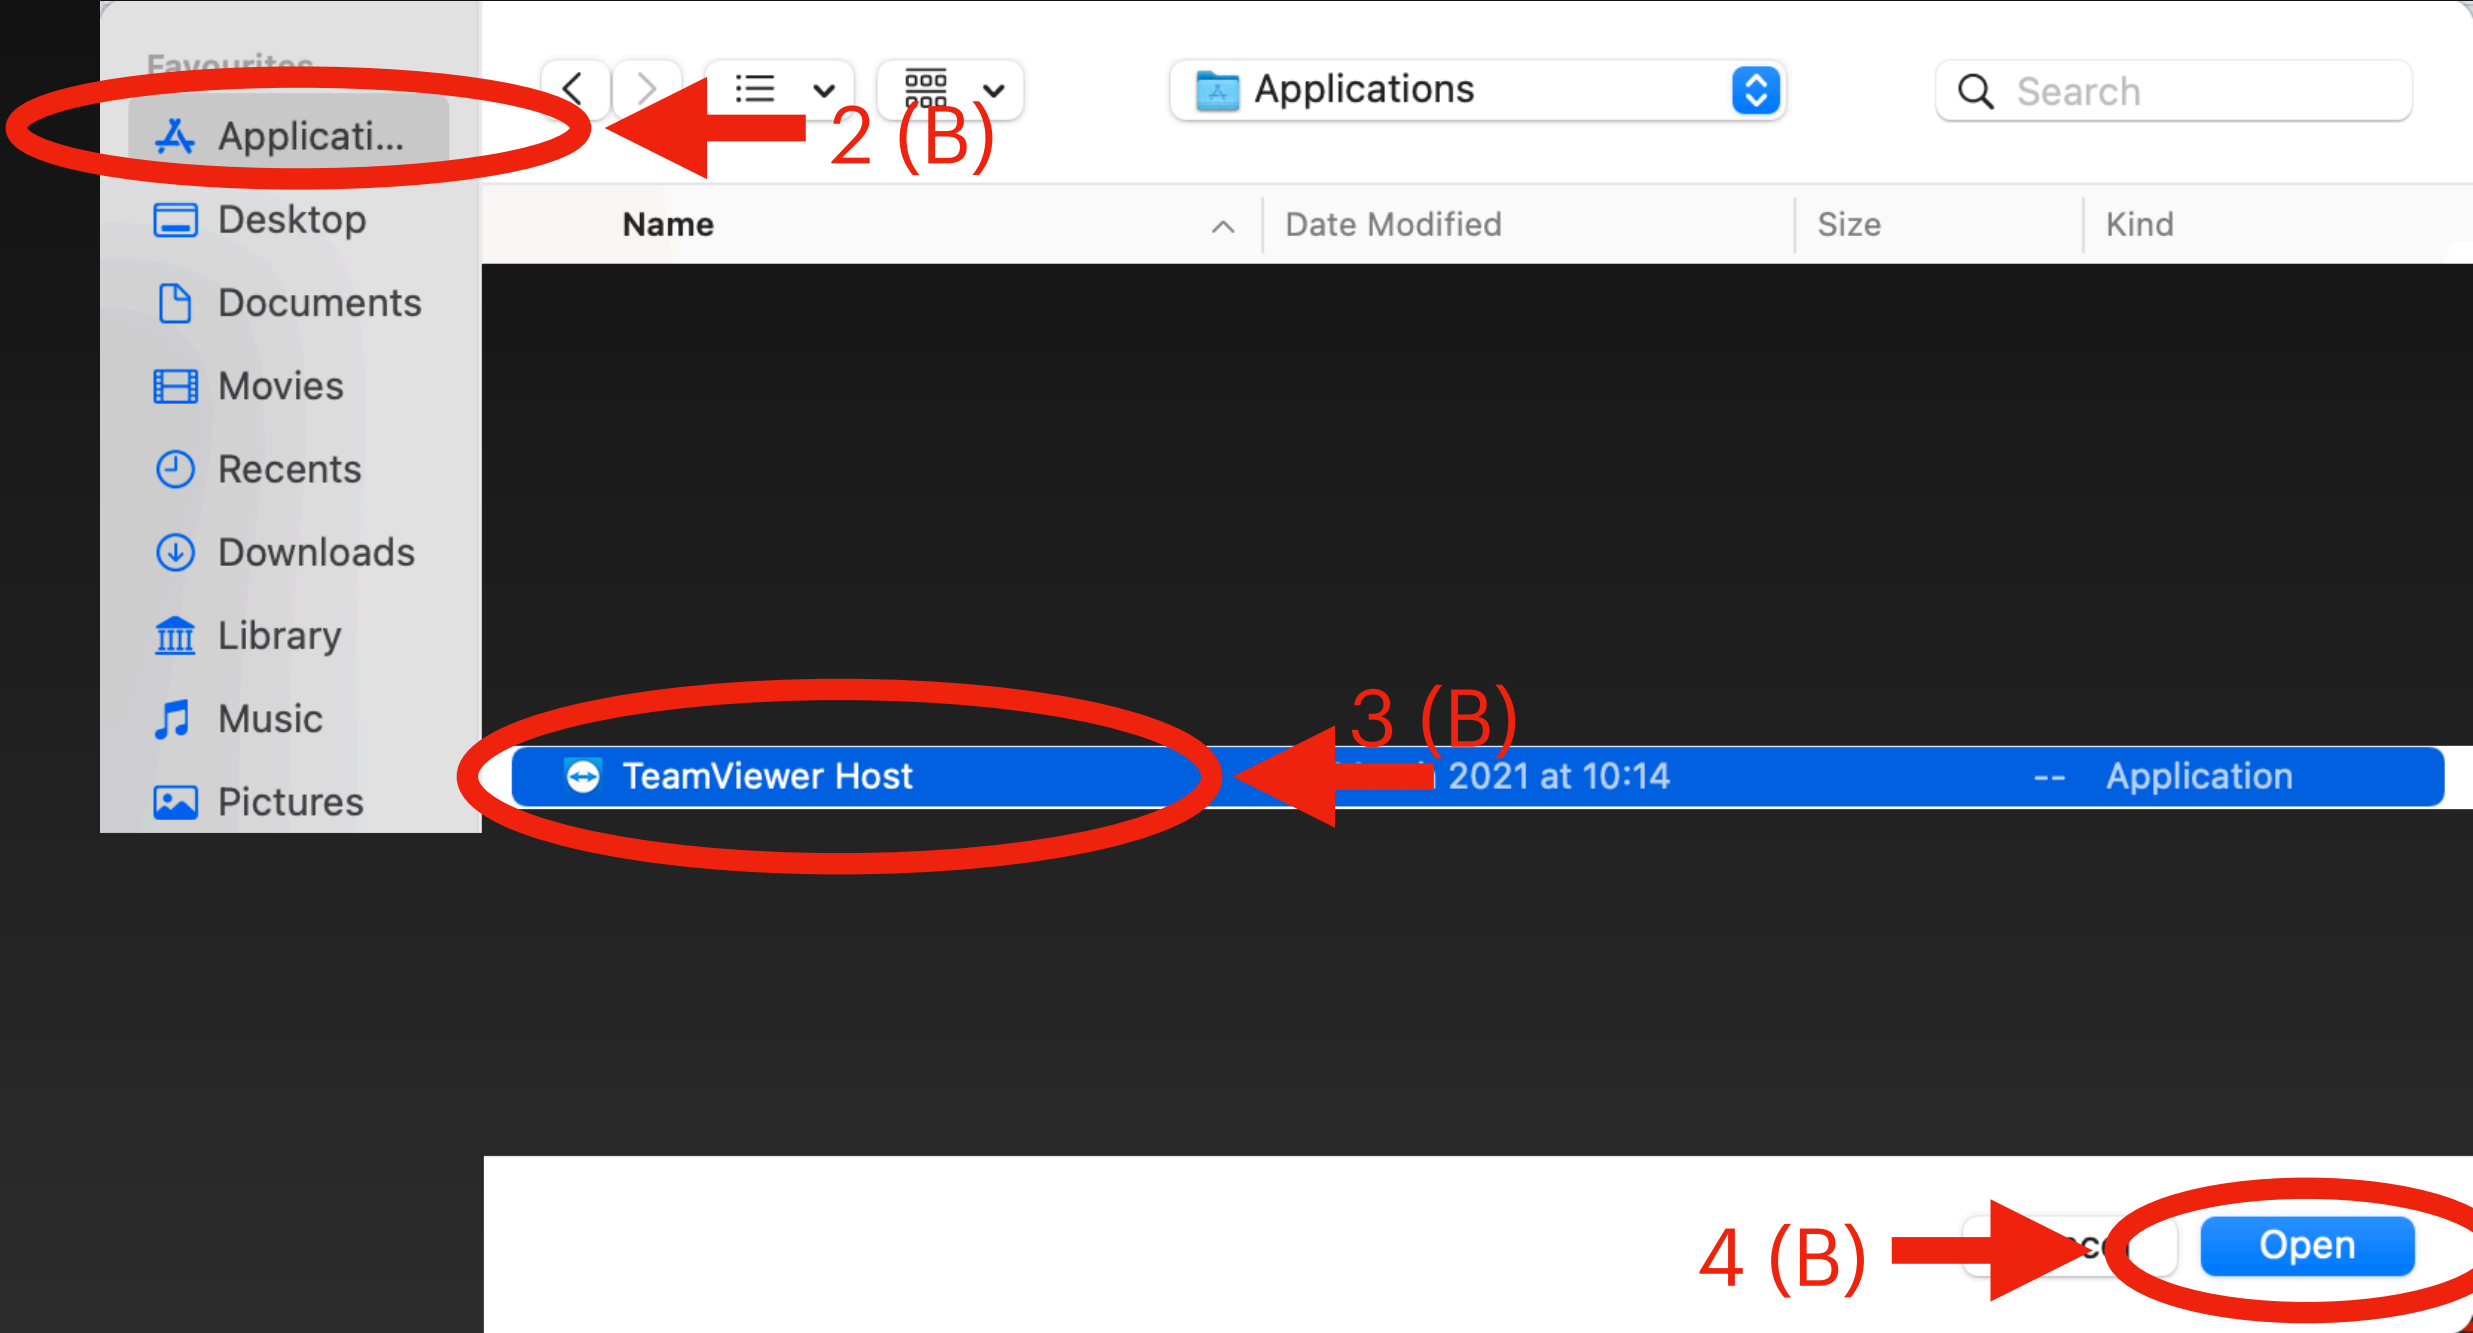 Favourites
Applicati...
Desktop
Documents
Movies
Recents
Downloads
Library
Music
Pictures
Applications
Search
2 (B)
Name
Date Modified
Size
Kind
3 (B)
TeamViewer Host
2021 at 10:14
--
Application
4 (B)
Open